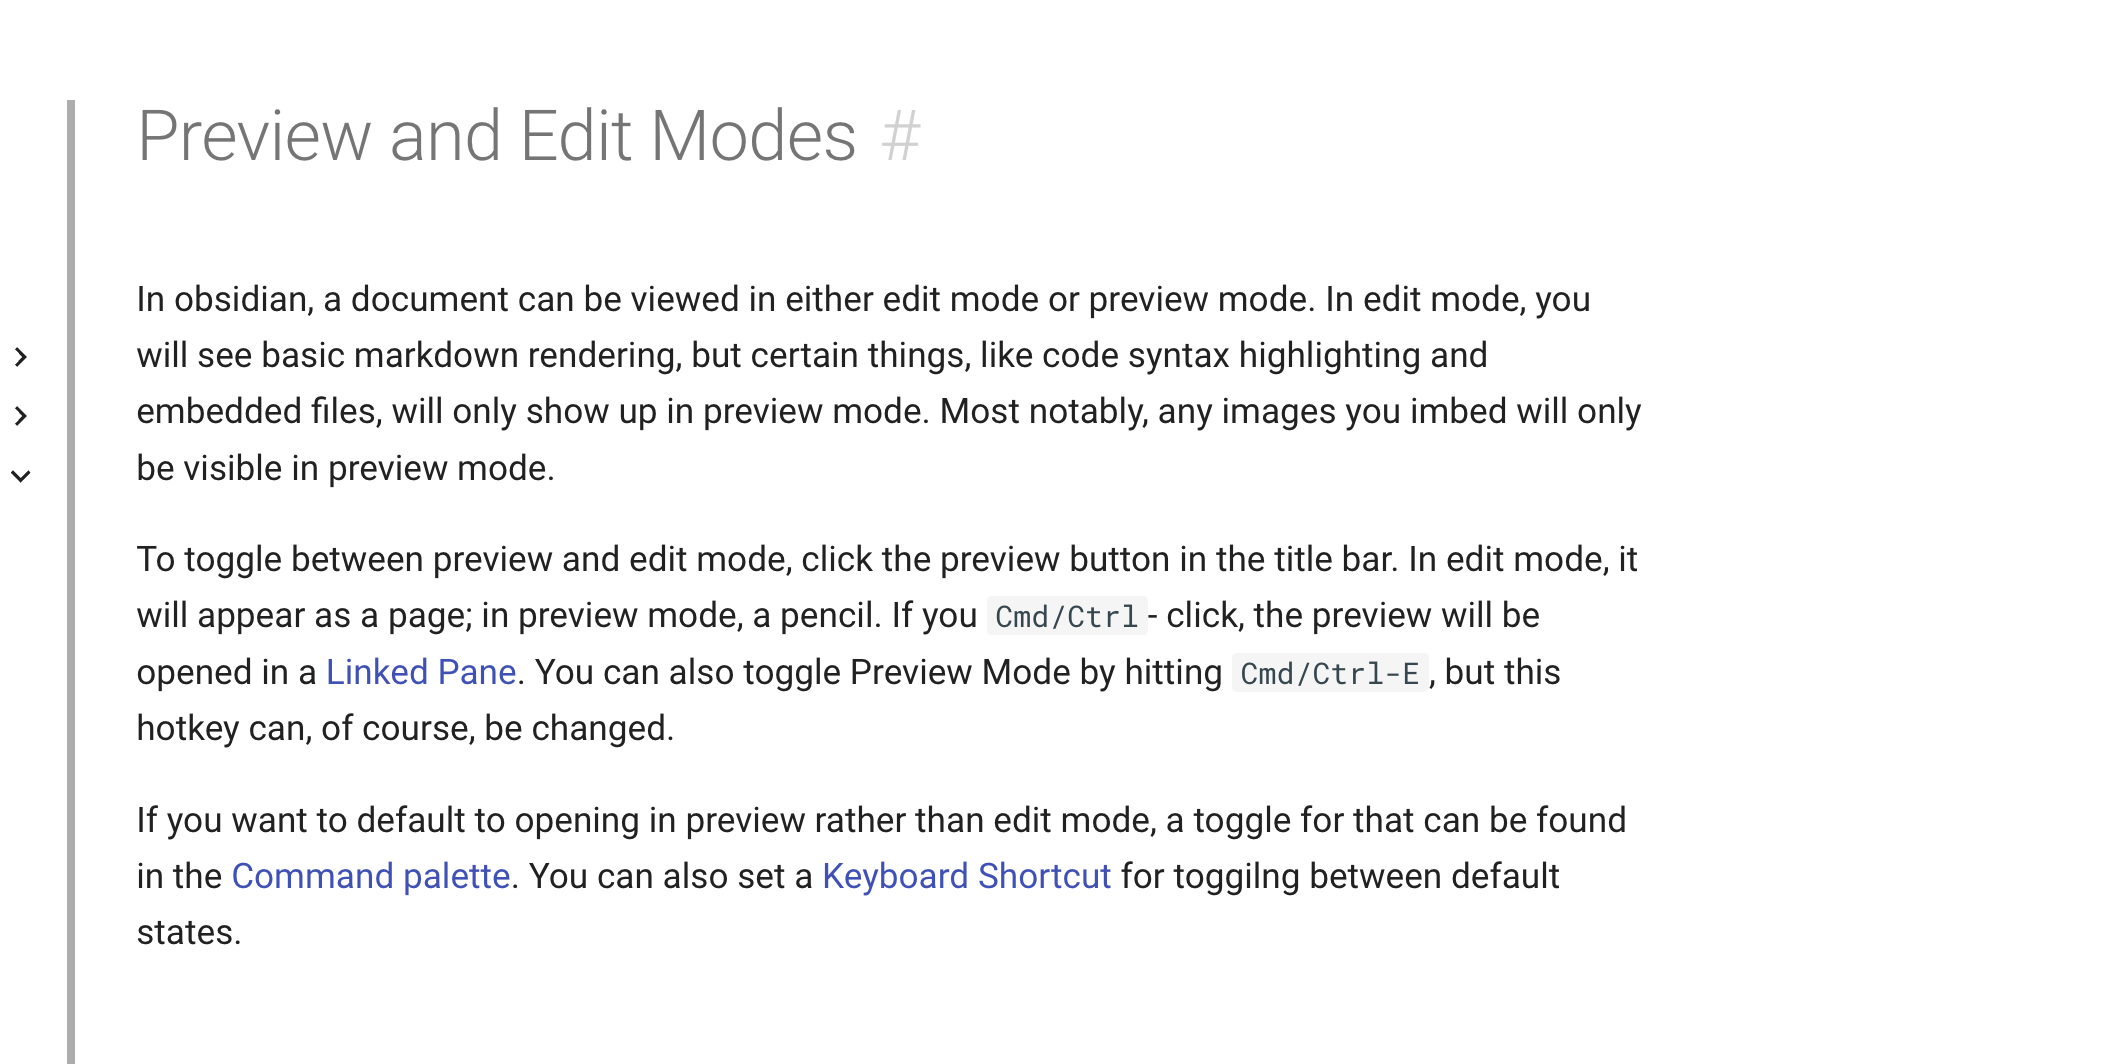 Preview and Edit Modes #
In obsidian, a document can be viewed in either edit mode or preview mode. In edit mode, you
will see basic markdown rendering, but certain things, like code syntax highlighting and
embedded files, will only show up in preview mode. Most notably, any images you imbed will only
be visible in preview mode.
To toggle between preview and edit mode, click the preview button in the title bar. In edit mode, it
will appear as a page; in preview mode, a pencil. If you Cmd/Ctrl - click, the preview will be
opened in a Linked Pane. You can also toggle Preview Mode by hitting Cmd/Ctrl-E, but this
hotkey can, of course, be changed.
If you want to default to opening in preview rather than edit mode, a toggle for that can be found
in the Command palette. You can also set a Keyboard Shortcut for toggilng between default
states.